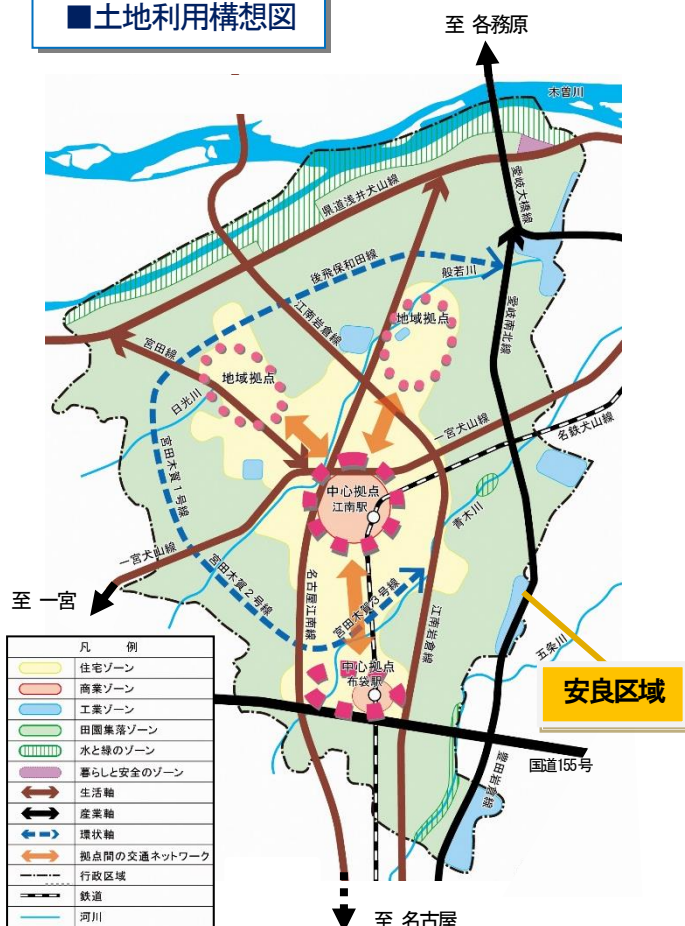 ■土地利用構想図
至 各務原
木曽川
愛岐大橋線
県道浅井犬山線
後飛保和田線
般若川
江南岩倉線
愛岐南北線
地域拠点
宮田線
地域拠点
日光川
一宮犬山線
名鉄犬山線
宮田木賀1号線
中心拠点
江南駅
青木川
一宮犬山線
宮田木賀2号線
宮田木賀3号線
名古屋江南線
江南岩倉線
至 一宮
五条川
安良区域
中心拠点
布袋駅
国道155号
豊田岩倉線
至 名古屋
凡 例
住宅ゾーン
商業ゾーン
工業ゾーン
田園集落ゾーン
水と緑のゾーン
暮らしと安全のゾーン
生活軸
産業軸
環状軸
拠点間の交通ネットワーク
行政区域
鉄道
河川